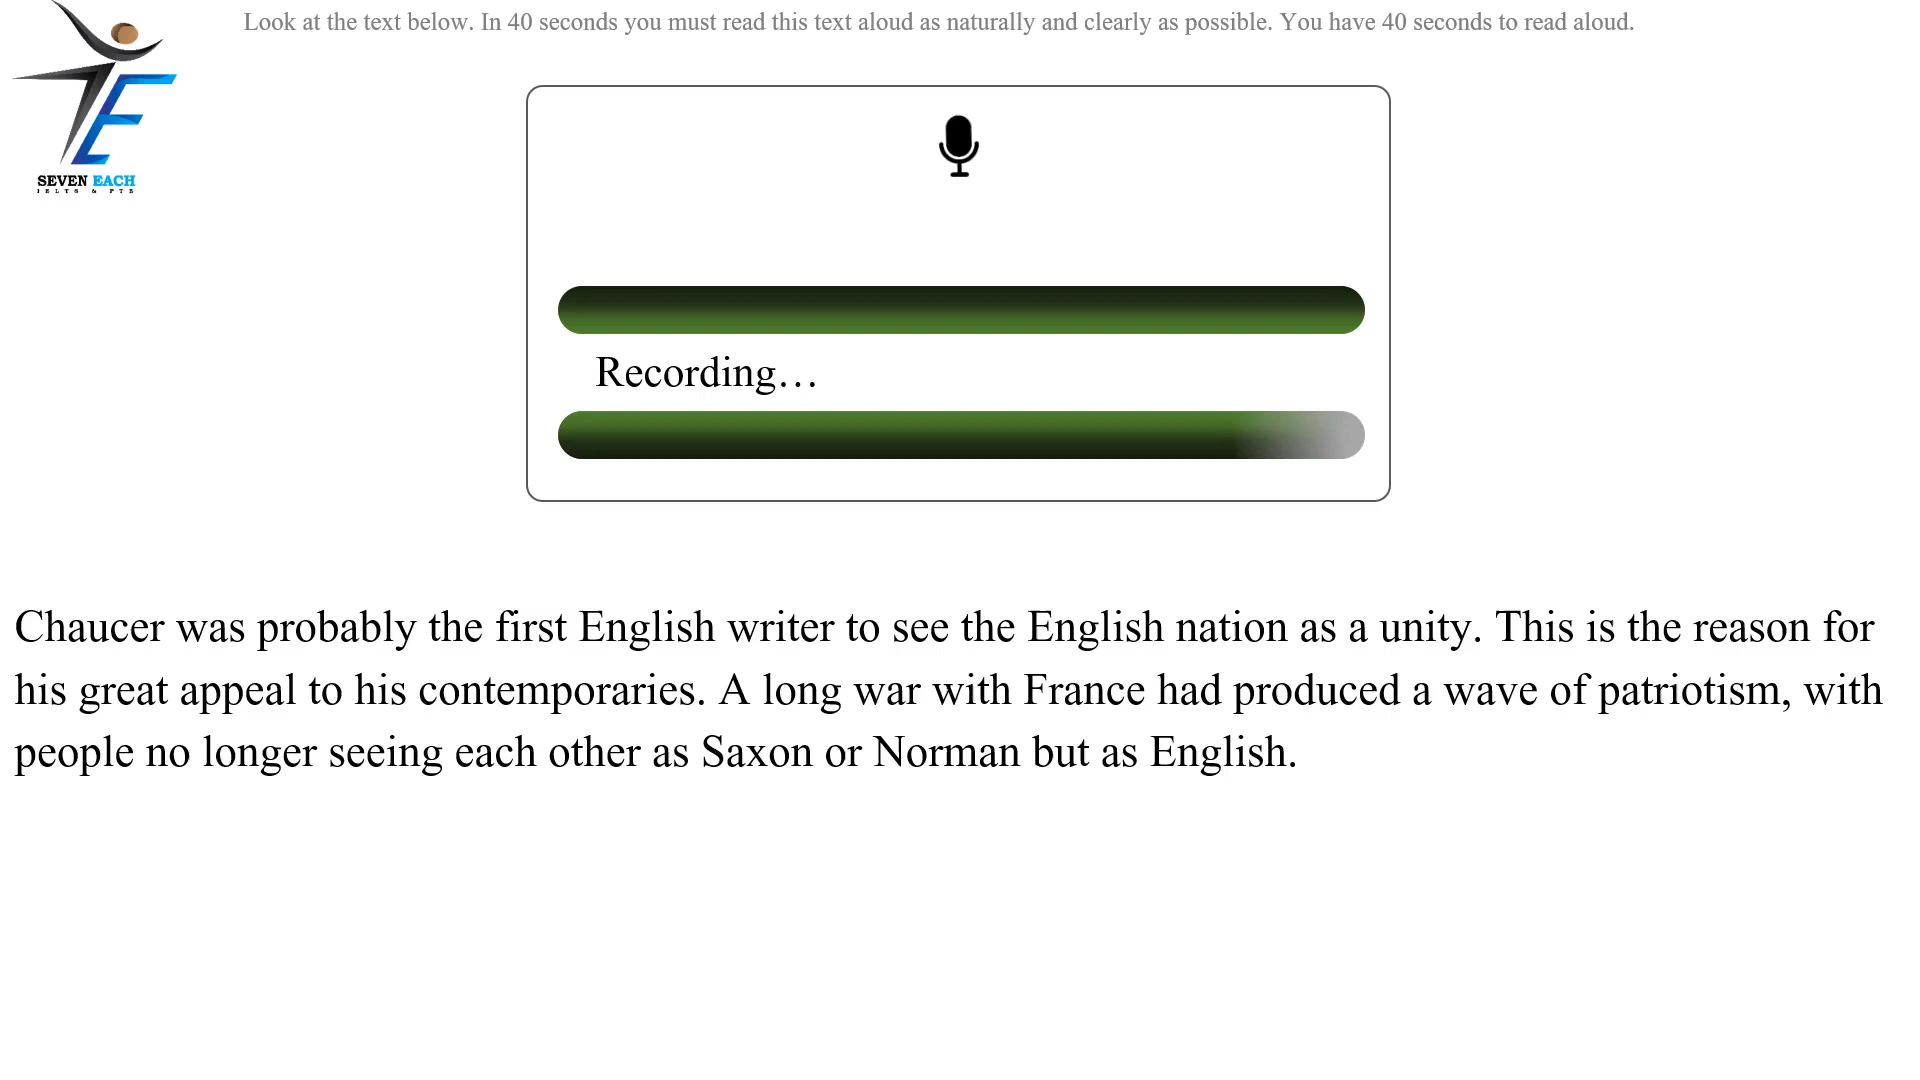 Look at the text below. In 40 seconds you must read this text aloud as naturally and clearly as possible. You have 40 seconds to read aloud.
SEVEN EACH
IELTS & PTE
Recording…
Chaucer was probably the first English writer to see the English nation as a unity. This is the reason for
his great appeal to his contemporaries. A long war with France had produced a wave of patriotism, with
people no longer seeing each other as Saxon or Norman but as English.